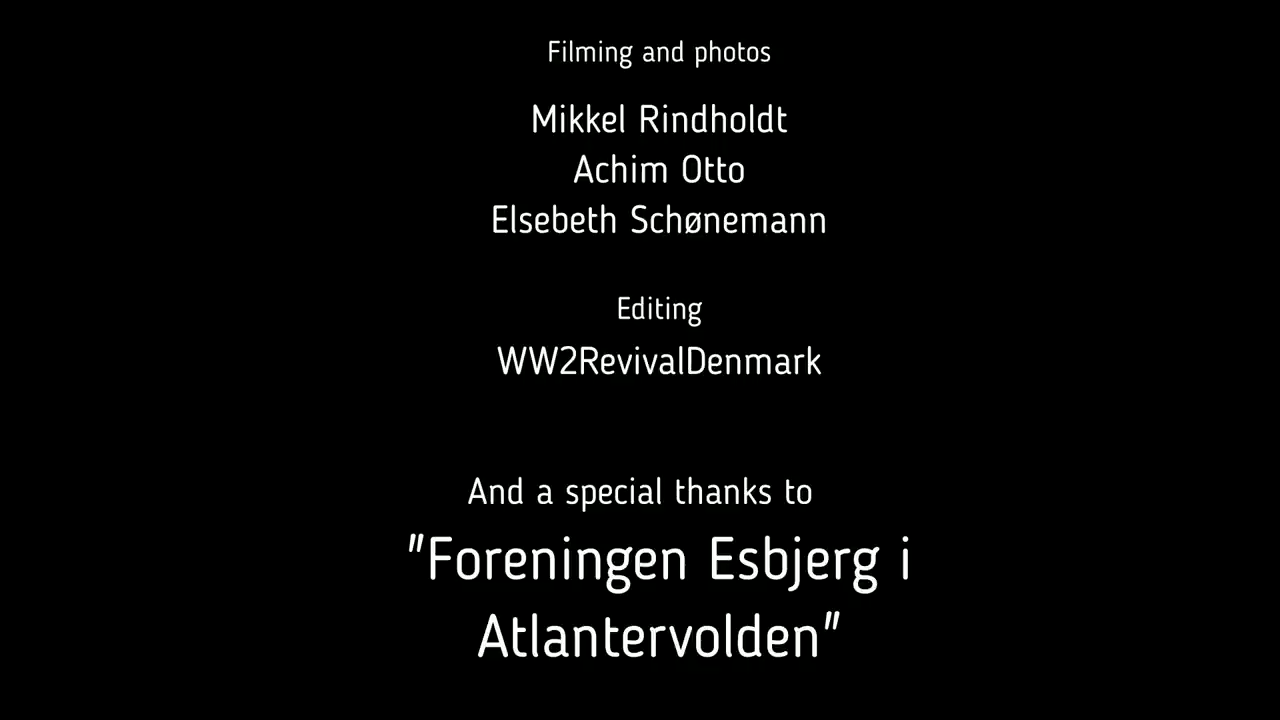 Filming and photos
Mikkel Rindholdt
Achim Otto
Elsebeth Schønemann
Editing
WW2RevivalDenmark
And a special thanks to
"Foreningen Esbjerg i
Atlantervolden"